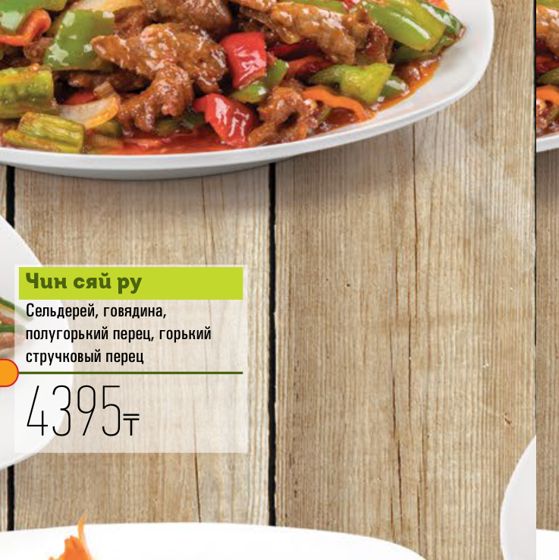 Чин сяй ру
Сельдерей, говядина,
полугорький перец, горький
стручковый перец
4395₸